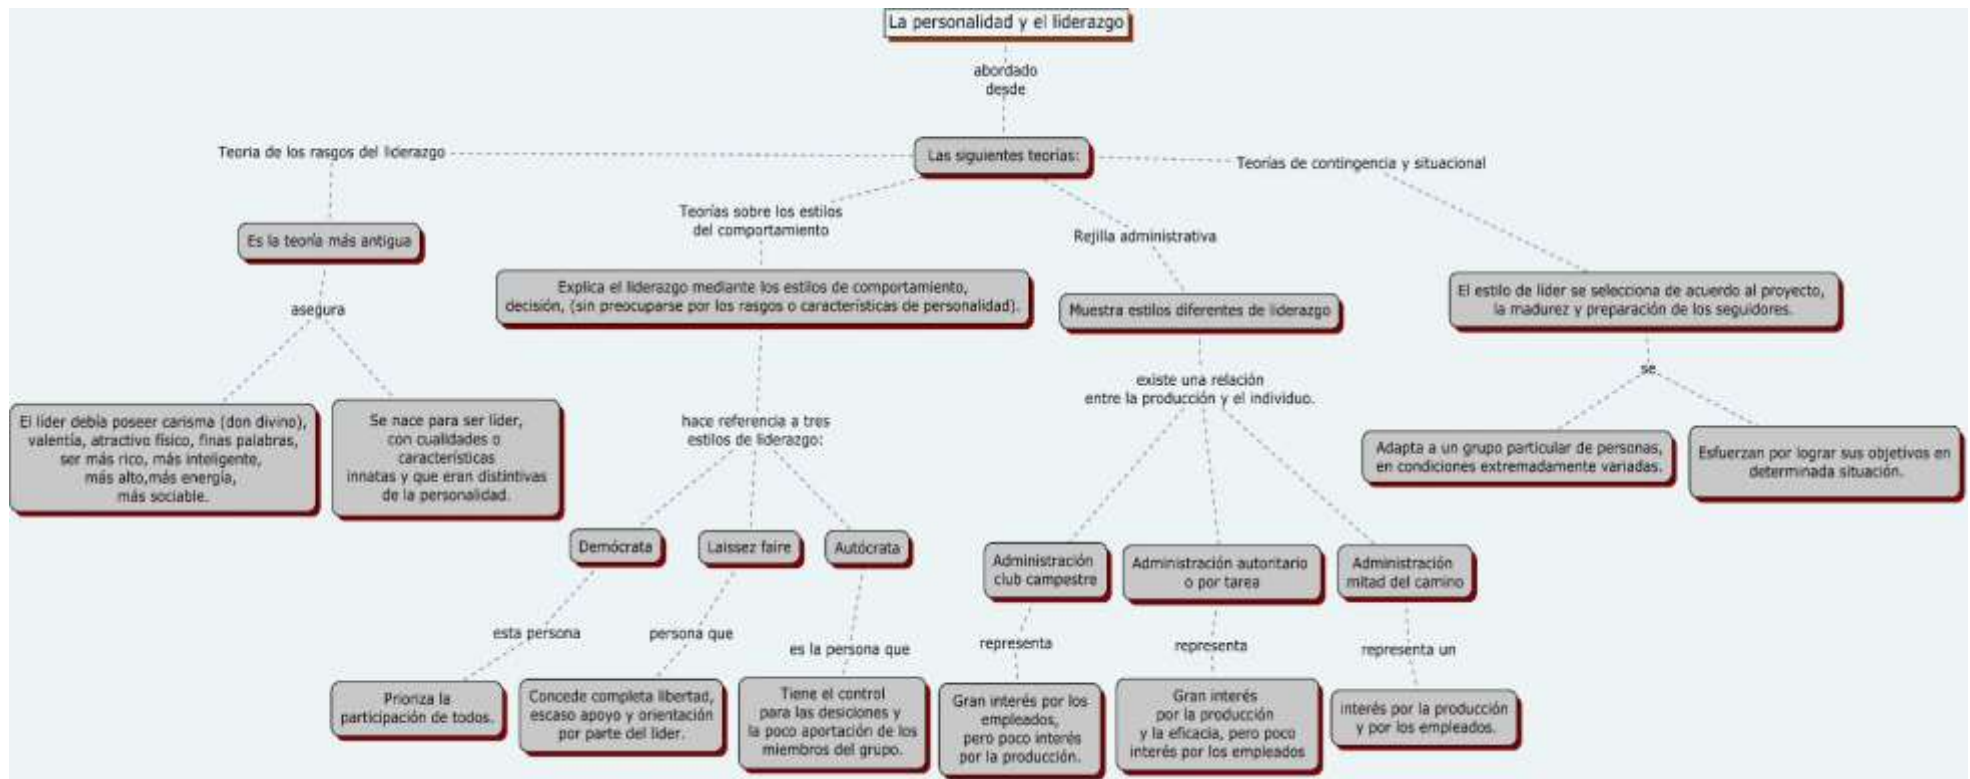 La personalidad y el liderazgo
abordado
desde
Las siguientes teorías:
Teoria de los rasgos del liderazgo
Es la teoría más antigua
asegura
El líder debía poseer carisma (don divino),
valentía, atractivo físico, finas palabras,
ser más rico, más inteligente,
más alto,más energía,
más sociable.
Se nace para ser líder,
con cualidades o
características
innatas y que eran distintivas
de la personalidad.
Teorías sobre los estilos
del comportamiento
Explica el liderazgo mediante los estilos de comportamiento,
decisión, (sin preocuparse por los rasgos o características de personalidad).
hace referencia a tres
estilos de liderazgo:
Demócrata
esta persona
Prioriza la
participación de todos.
Laissez faire
persona que
Concede completa libertad,
escaso apoyo y orientación
por parte del lider.
Autócrata
es la persona que
Tiene el control
para las desiciones y
la poco aportación de los
miembros del grupo.
Rejilla administrativa
Muestra estilos diferentes de liderazgo
existe una relación
entre la producción y el individuo.
Administración
club campestre
representa
Gran interés por los
empleados,
pero poco interés
por la producción.
Administración autoritario
o por tarea
representa
Gran interés
por la producción
y la eficacia, pero poco
interés por los empleados
Administración
mitad del camino
representa un
interés por la producción
y por los empleados.
Teorías de contingencia y situacional
El estilo de líder se selecciona de acuerdo al proyecto,
la madurez y preparación de los seguidores.
se
Adapta a un grupo particular de personas,
en condiciones extremadamente variadas.
Esfuerzan por lograr sus objetivos en
determinada situación.